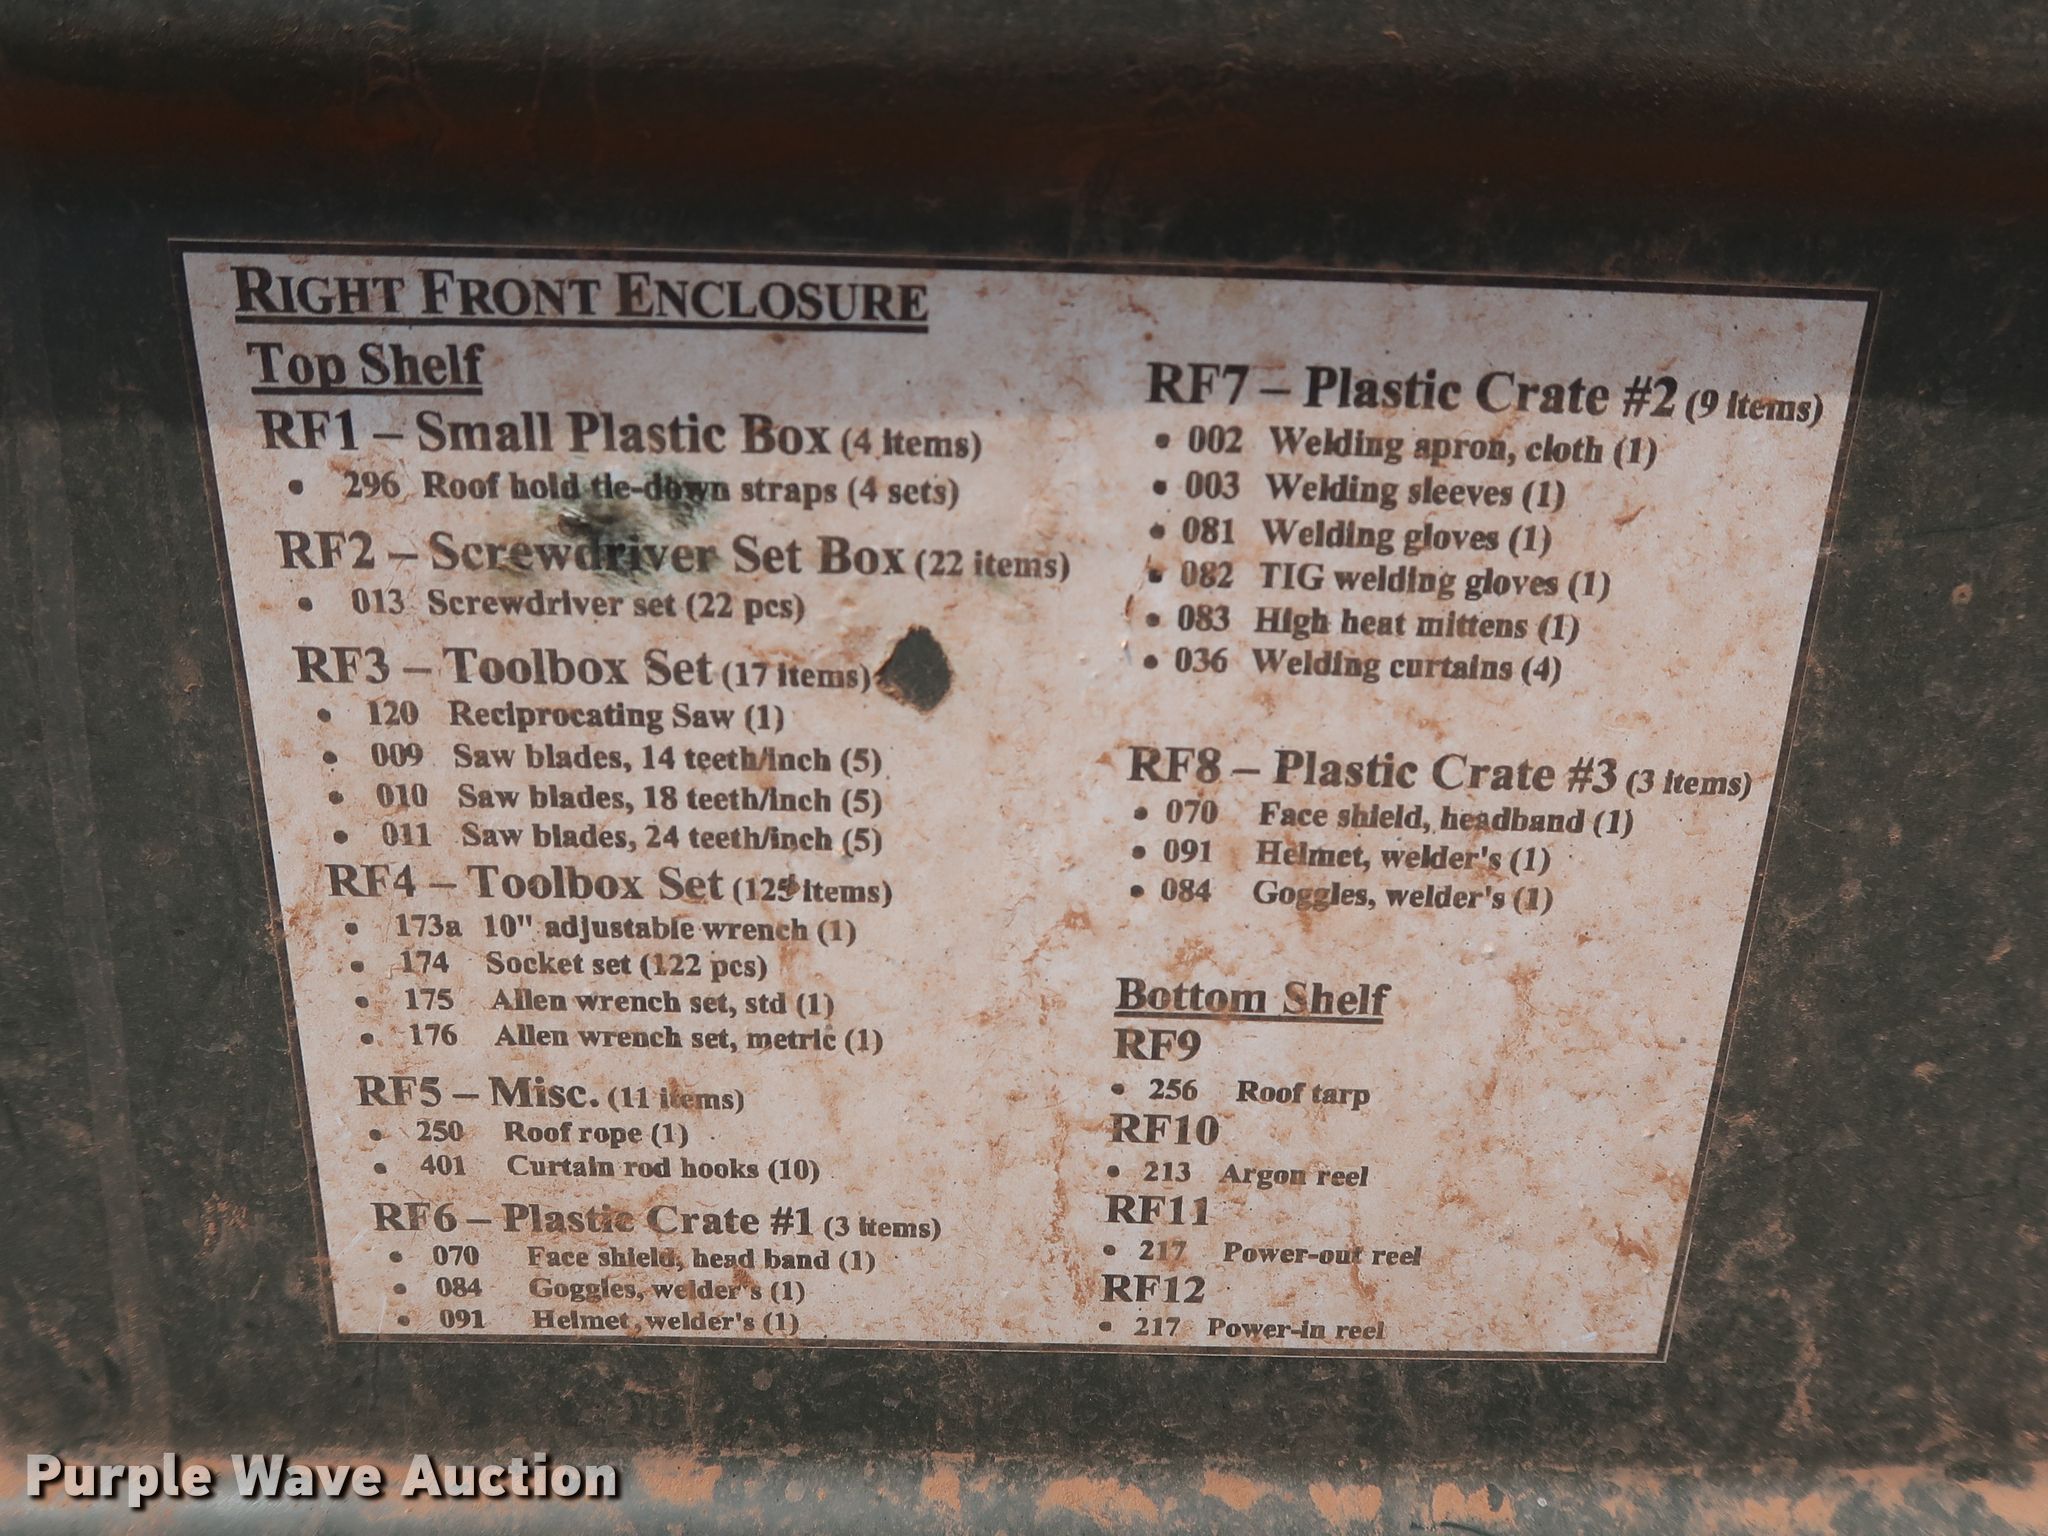 RIGHT FRONT ENCLOSURE
Top Shelf
RF1 – Small Plastic Box (4 items)
• 296 Roof hold tie-down straps (4 sets)
RF2 – Screwdriver Set Box (22 items)
• 013 Screwdriver set (22 pcs)
RF3 – Toolbox Set (17 items)
• 120 Reciprocating Saw (1)
• 009 Saw blades, 14 teeth/inch (5)
• 010 Saw blades, 18 teeth/inch (5)
• 011 Saw blades, 24 teeth/inch (5)
RF4 – Toolbox Set (125 items)
• 173a 10" adjustable wrench (1)
• 174 Socket set (122 pcs)
• 175 Allen wrench set, std (1)
• 176 Allen wrench set, metric (1)
RF5 – Misc. (11 items)
• 250 Roof rope (1)
• 401 Curtain rod hooks (10)
RF6 – Plastic Crate #1 (3 items)
• 070 Face shield, head band (1)
• 084 Goggles, welder's (1)
• 091 Helmet, welder's (1)
RF7 – Plastic Crate #2 (9 items)
• 002 Welding apron, cloth (1)
• 003 Welding sleeves (1)
• 081 Welding gloves (1)
• 082 TIG welding gloves (1)
• 083 High heat mittens (1)
• 036 Welding curtains (4)
RF8 – Plastic Crate #3 (3 items)
• 070 Face shield, headband (1)
• 091 Helmet, welder's (1)
• 084 Goggles, welder's (1)
Bottom Shelf
RF9
• 256 Roof tarp
RF10
• 213 Argon reel
RF11
• 217 Power-out reel
RF12
• 217 Power-in reel
Purple Wave Auction